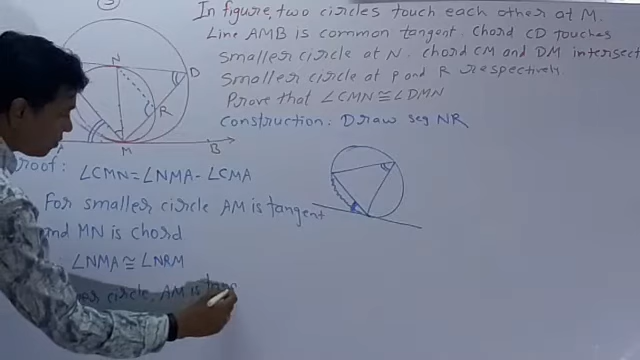 3
In figure, two circles touch each other at M.
Line AMB is common tangent. Chord CD touches
smaller circle at N. chord CM and DM intersect
smaller circle at P and R respectively
Prove that ∠CMN ≅ ∠DMN
Construction: Draw seg NR
N
D
R
M
B
roof: ∠CMN = ∠NMA - ∠CMA
For smaller circle AM is tangent
and MN is chord
∠NMA ≅ ∠NRM
circle, AM is